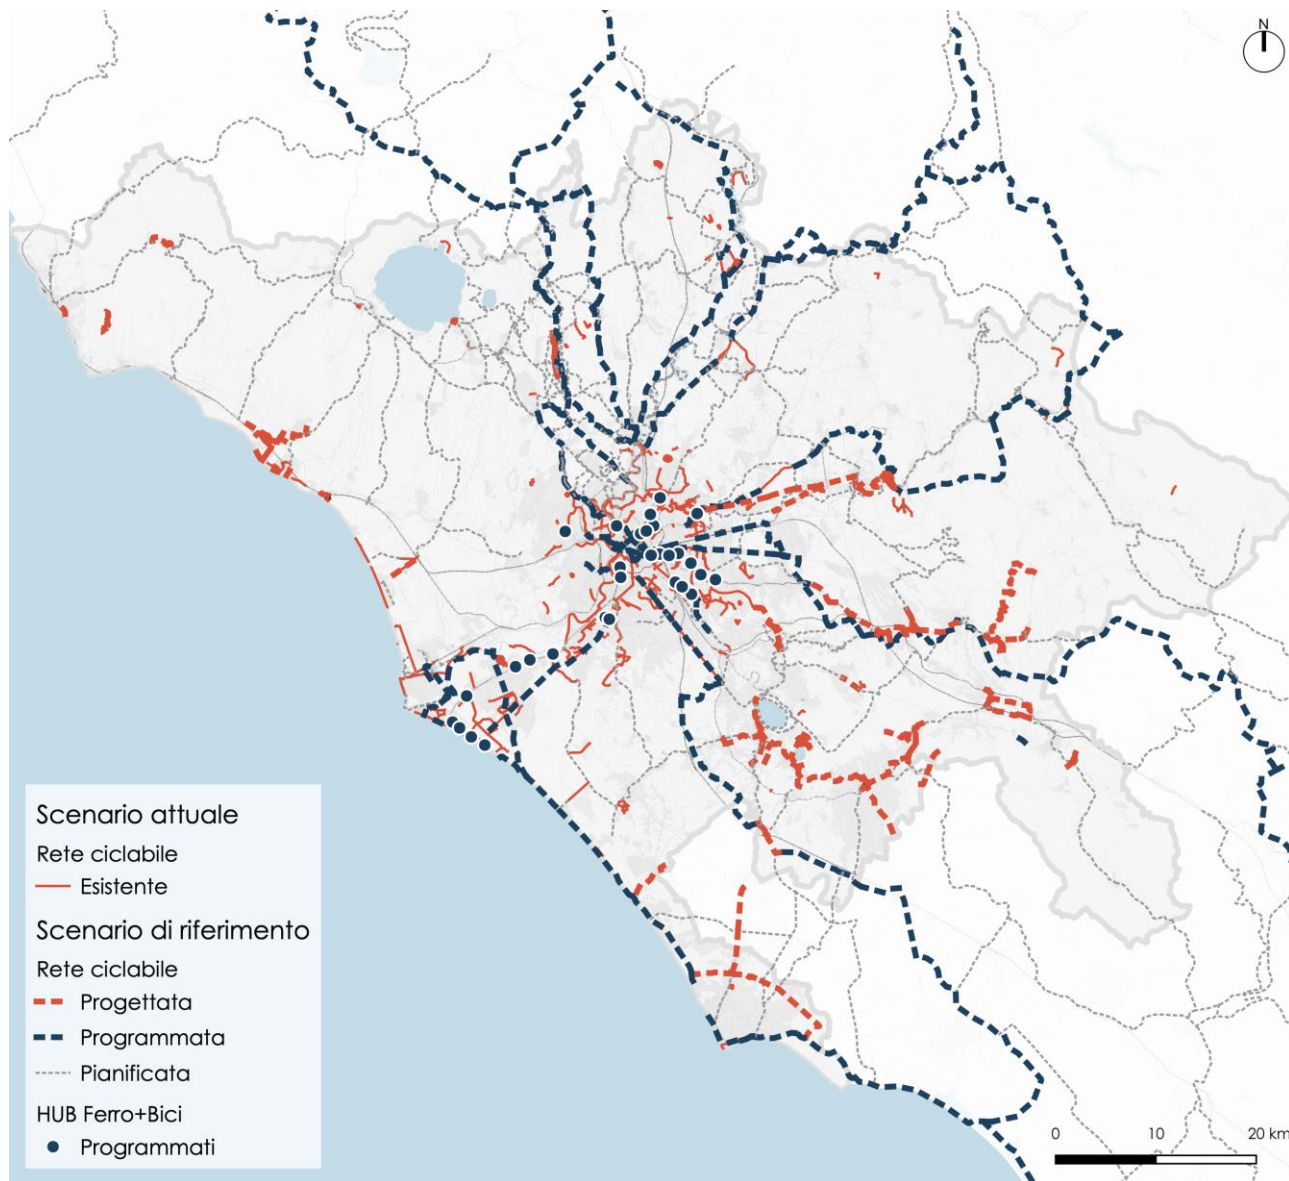 N
Scenario attuale
Rete ciclabile
Esistente
Scenario di riferimento
Rete ciclabile
Progettata
Programmata
Pianificata
HUB Ferro+Bici
Programmati
0 10 20 km